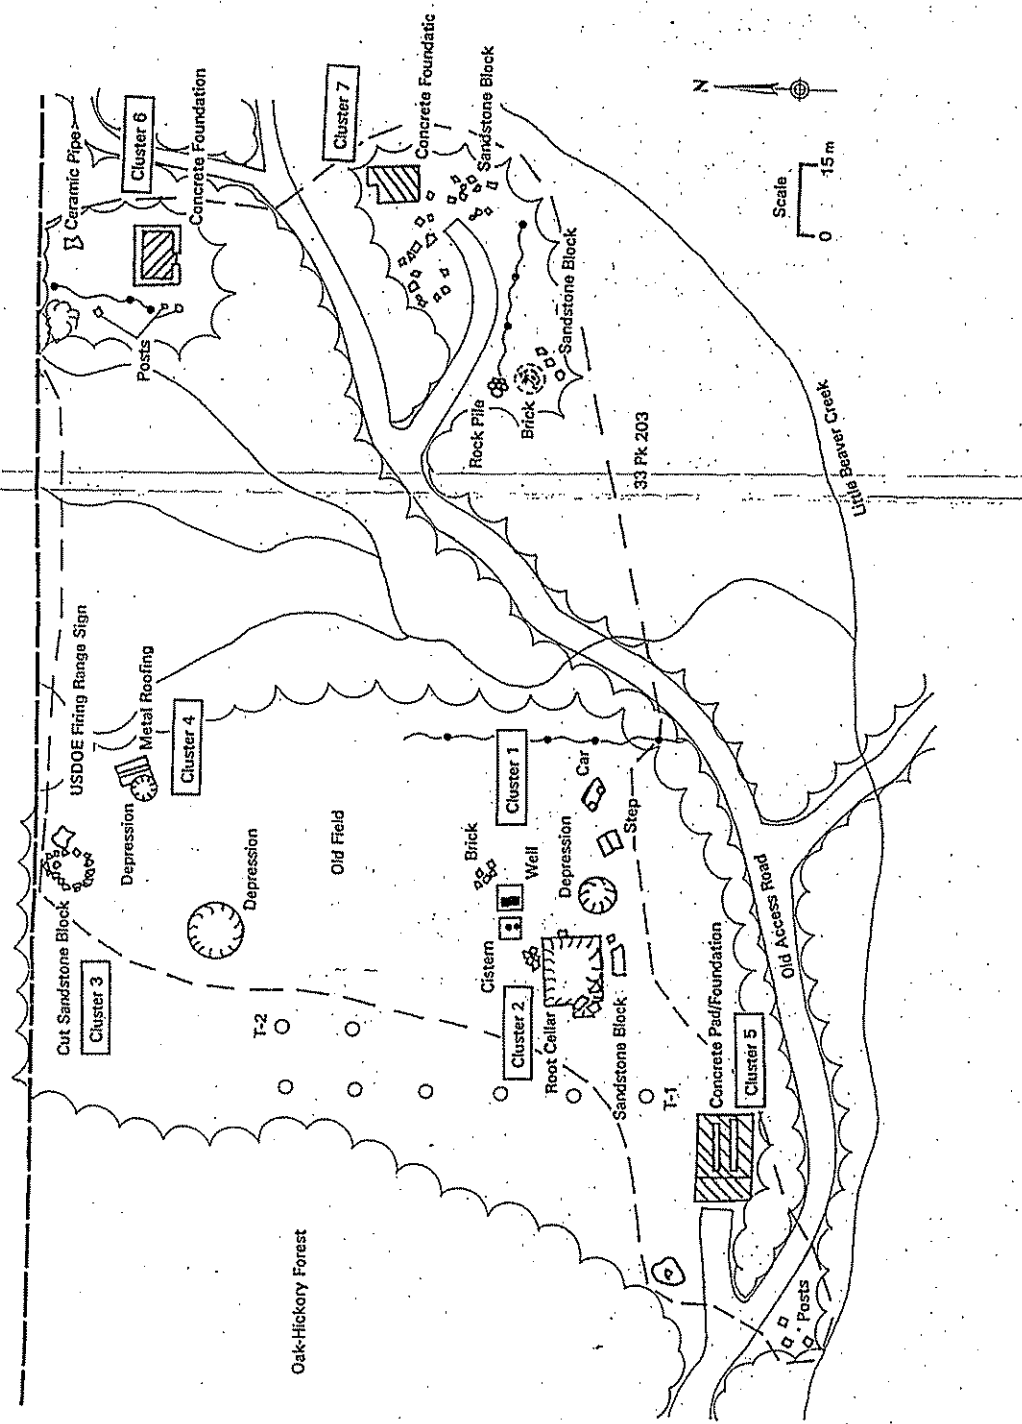 Ceramic Pipe
Cluster 6
Concrete Foundation
Posts
Cluster 7
Concrete Foundatic
Sandstone Block
Sandstone Block
Rock Pile
Brick
33 Pk 203
Little Beaver Creek
N
Scale
0
15 m
USDOE Firing Range Sign
Metal Roofing
Cluster 4
Depression
Cut Sandstone Block
Cluster 3
Depression
Old Field
T-2
Cluster 1
Brick
Well
Cistern
Car
Step
Depression
Cluster 2
Root Cellar
Sandstone Block
T-1
Concrete Pad/Foundation
Cluster 5
Old Access Road
Posts
Oak-Hickory Forest